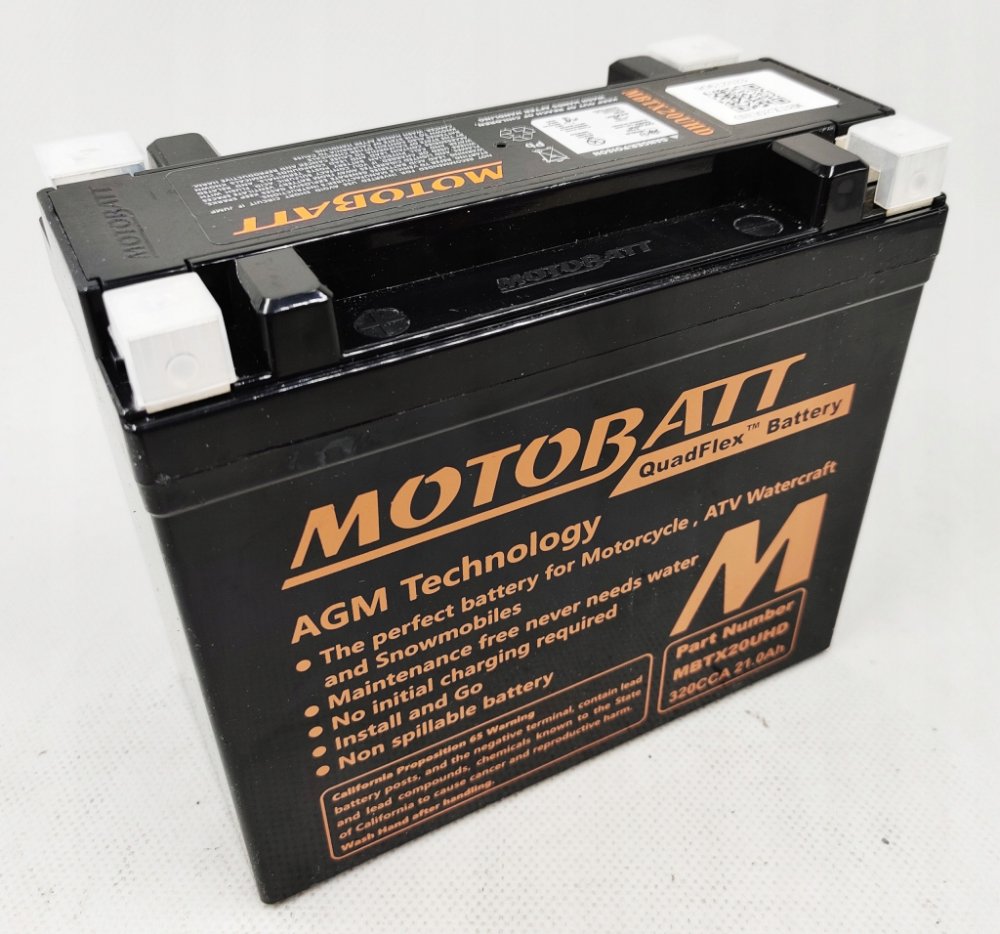 MBTX20UHD
MOTOBATT
MOTOBATT
Pb
MOTOBATT
MOTOBATT
QuadFlex™ Battery
AGM Technology
• The perfect battery for Motorcycle, ATV Watercraft
and Snowmobiles
• Maintenance free never needs water
• No initial charging required
• Install and Go
• Non spillable battery
M
Part Number
MBTX20UHD
320CCA 21.0Ah
California Proposition 65 Warning
battery posts, and the negative terminal, contain lead
and lead compounds, chemicals known to the State
of California to cause cancer and reproductive harm.
Wash Hand after handling.